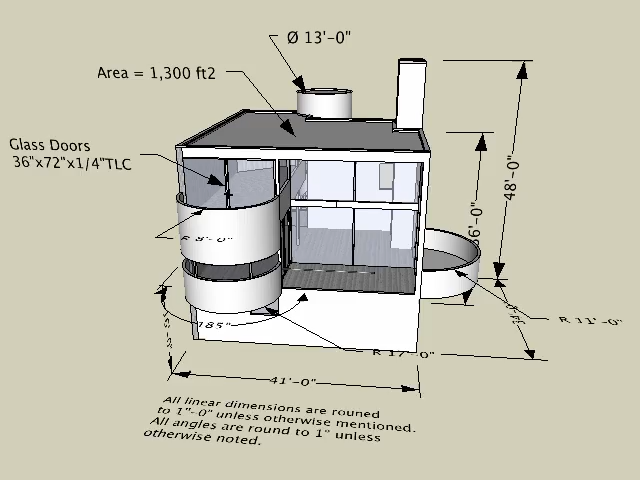 Ø 13'-0"
Area = 1,300 ft2
Glass Doors
36"x72"x1/4"TLC
48'-0"
36'-0"
R 11'-0"
185"
R 17'-0"
41'-0"
All linear dimensions are rouned
to 1"-0" unless otherwise mentioned.
All angles are round to 1" unless
otherwise noted.